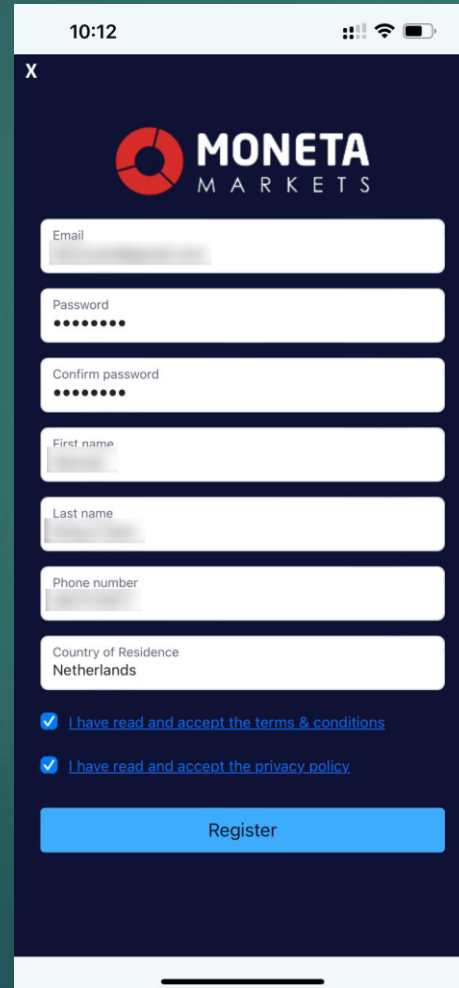 10:12
X
MONETA
MARKETS
Email
Password
••••••••
Confirm password
••••••••
First name
Last name
Phone number
Country of Residence
Netherlands
I have read and accept the terms & conditions
I have read and accept the privacy policy
Register